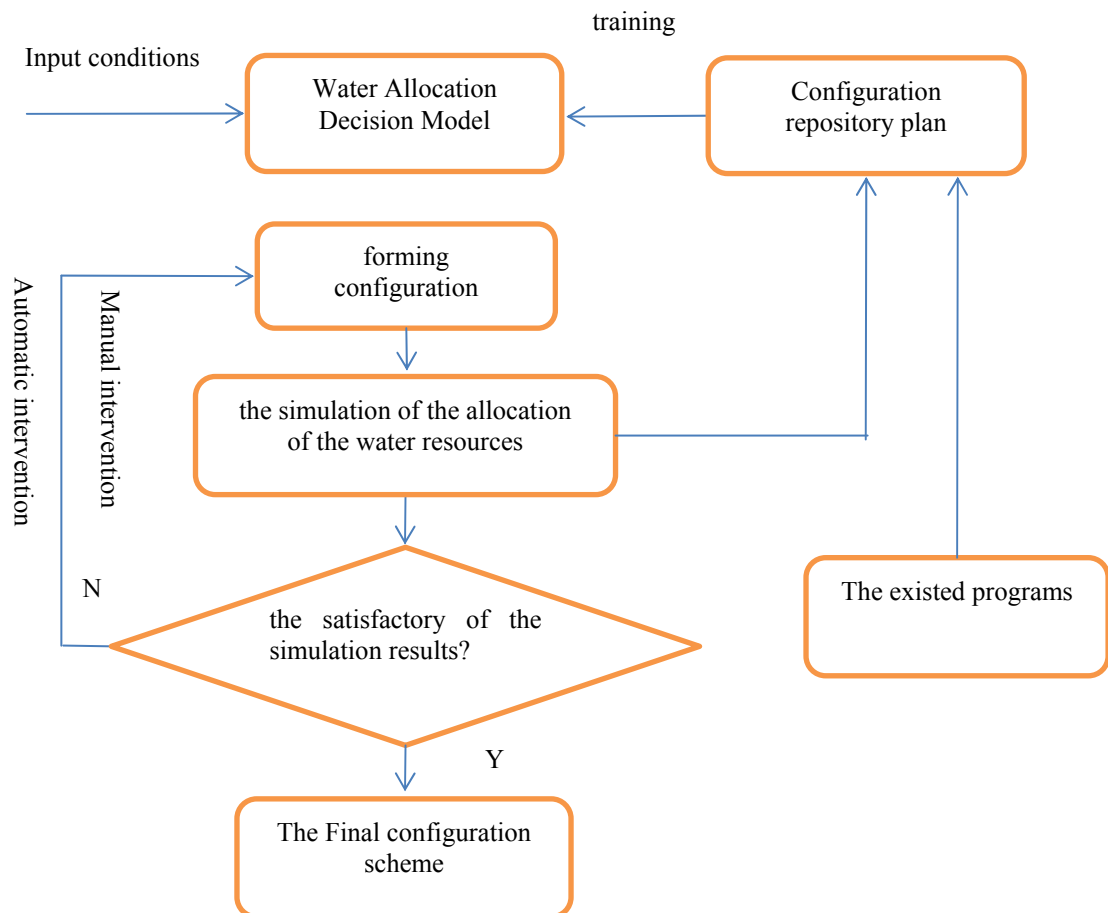 training
Input conditions
Water Allocation
Decision Model
Configuration
repository plan
forming
configuration
Automatic intervention
Manual intervention
the simulation of the allocation
of the water resources
N
the satisfactory of the
simulation results?
The existed programs
Y
The Final configuration
scheme